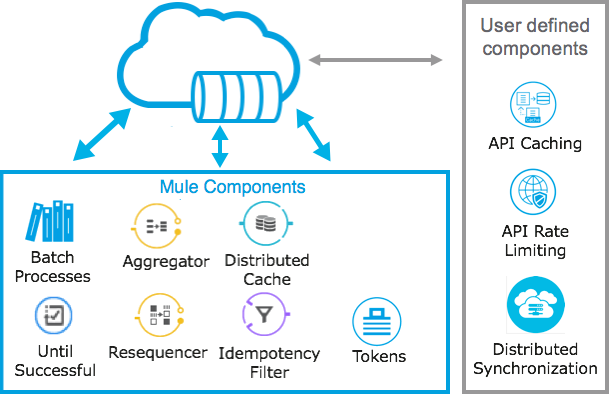 User defined
components
API Caching
API Rate
Limiting
Distributed
Synchronization
Mule Components
Batch
Processes
Aggregator
Distributed
Cache
Until
Successful
Resequencer
Idempotency
Filter
Tokens